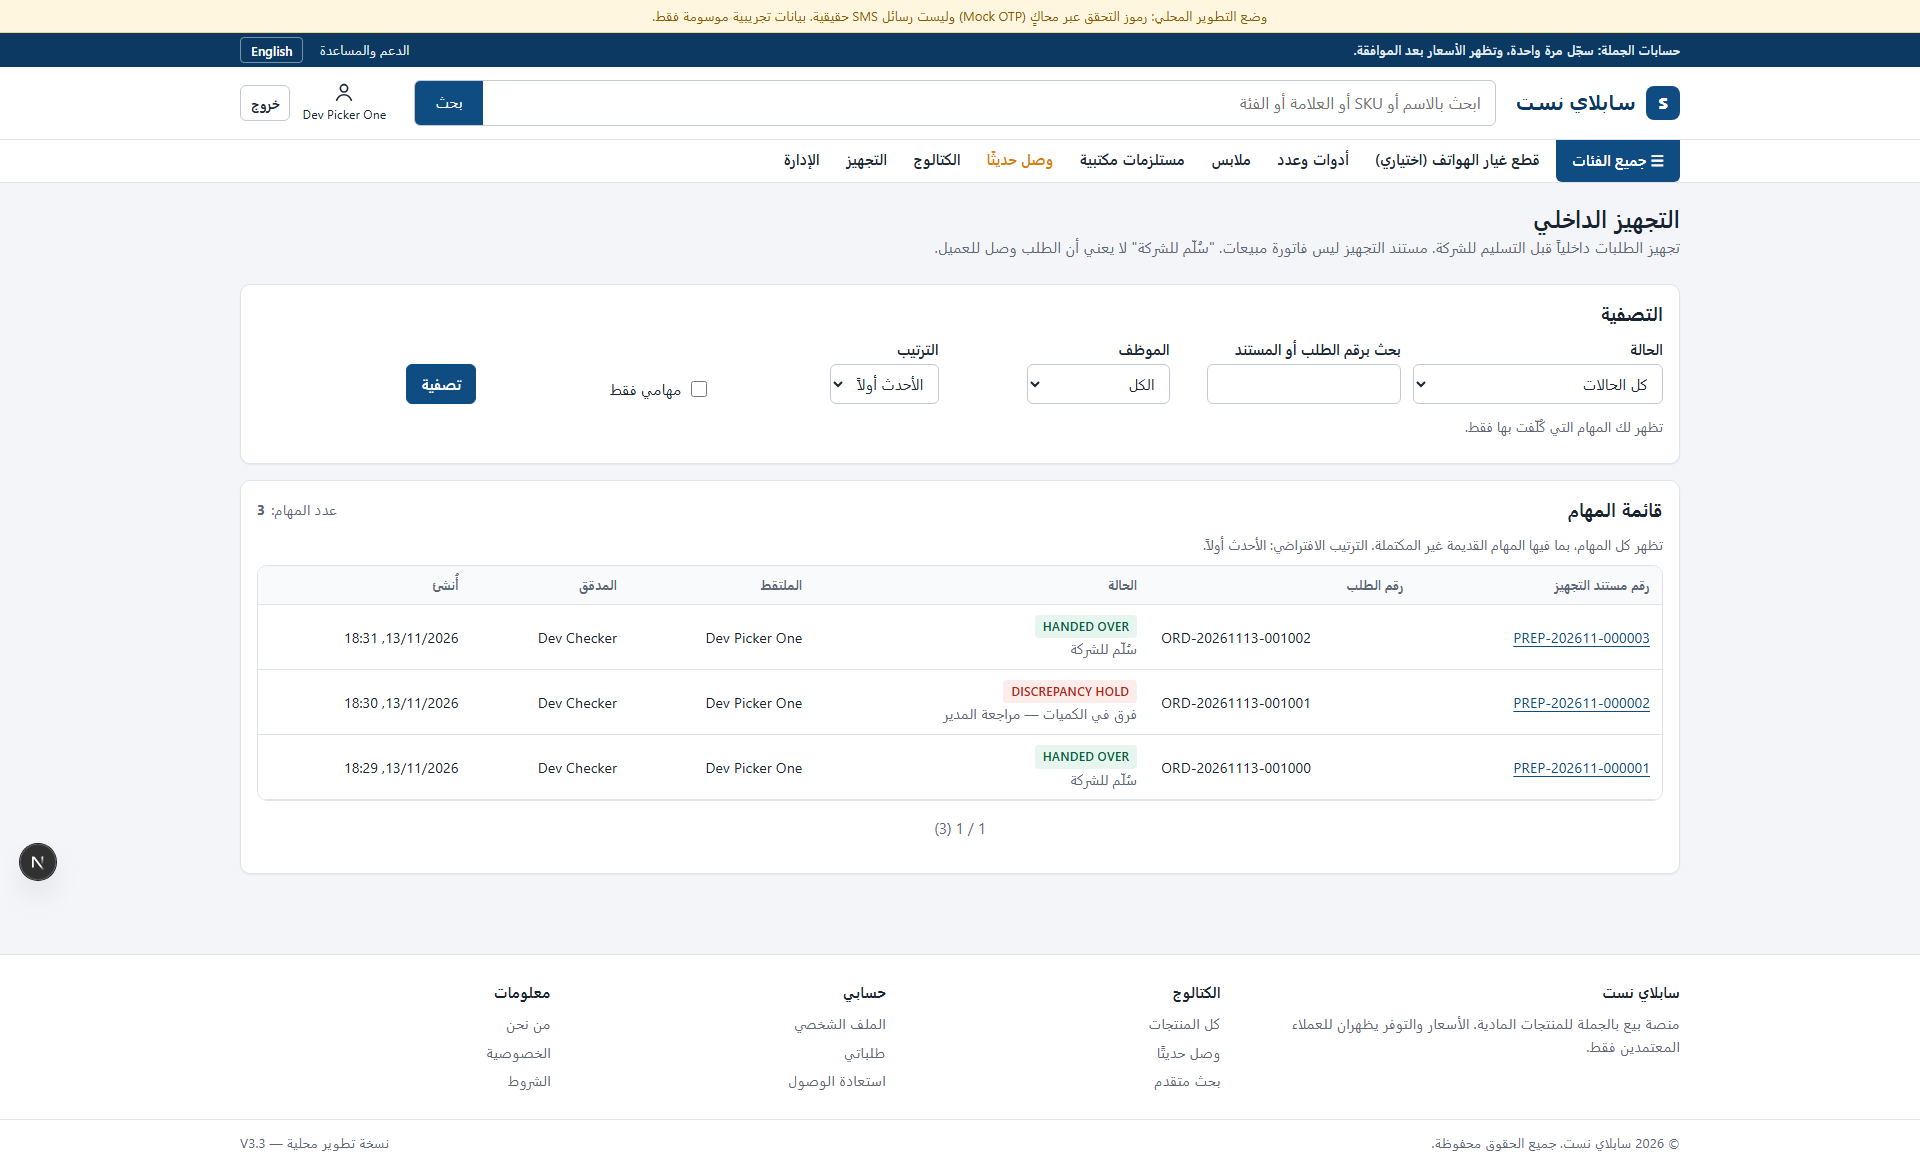 وضع التطوير المحلي: رموز التحقق عبر محاكٍ (Mock OTP) وليست رسائل SMS حقيقية. بيانات تجريبية موسومة فقط.
حسابات الجملة: سجّل مرة واحدة، وتظهر الأسعار بعد الموافقة.
الدعم والمساعدة
English
S
سابلاي نست
ابحث بالاسم أو SKU أو العلامة أو الفئة
بحث
Dev Picker One
خروج
☰ جميع الفئات
قطع غيار الهواتف (اختياري)
أدوات وعدد
ملابس
مستلزمات مكتبية
وصل حديثًا
الكتالوج
التجهيز
الإدارة
التجهيز الداخلي
تجهيز الطلبات داخلياً قبل التسليم للشركة. مستند التجهيز ليس فاتورة مبيعات. "سُلّم للشركة" لا يعني أن الطلب وصل للعميل.
التصفية
الحالة
بحث برقم الطلب أو المستند
الموظف
الترتيب
كل الحالات
الكل
الأحدث أولاً
مهامي فقط
تصفية
تظهر لك المهام التي كُلّفت بها فقط.
قائمة المهام
عدد المهام: 3
تظهر كل المهام، بما فيها المهام القديمة غير المكتملة. الترتيب الافتراضي: الأحدث أولاً.
رقم مستند التجهيز
رقم الطلب
الحالة
الملتقط
المدقق
أُنشئ
PREP-202611-000003
ORD-20261113-001002
HANDED OVER
سُلّم للشركة
Dev Picker One
Dev Checker
13/11/2026, 18:31
PREP-202611-000002
ORD-20261113-001001
DISCREPANCY HOLD
فرق في الكميات — مراجعة المدير
Dev Picker One
Dev Checker
13/11/2026, 18:30
PREP-202611-000001
ORD-20261113-001000
HANDED OVER
سُلّم للشركة
Dev Picker One
Dev Checker
13/11/2026, 18:29
1 / 1 (3)
N
سابلاي نست
منصة بيع بالجملة للمنتجات المادية. الأسعار والتوفر يظهران للعملاء
المعتمدين فقط.
الكتالوج
كل المنتجات
وصل حديثًا
بحث متقدم
حسابي
الملف الشخصي
طلباتي
استعادة الوصول
معلومات
من نحن
الخصوصية
الشروط
© 2026 سابلاي نست. جميع الحقوق محفوظة.
نسخة تطوير محلية — V3.3